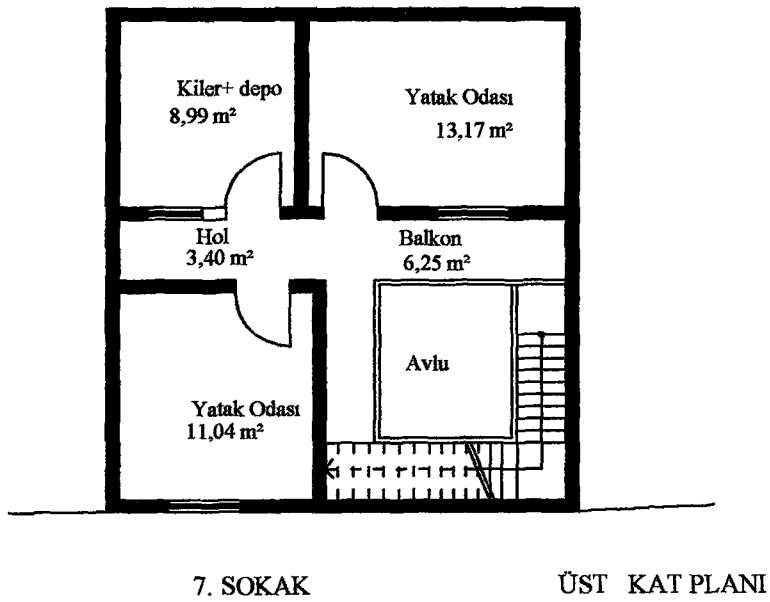 Kiler+ depo
8,99 m²
Yatak Odası
13,17 m²
Hol
3,40 m²
Balkon
6,25 m²
Avlu
Yatak Odası
11,04 m²
7. SOKAK
ÜST KAT PLANI